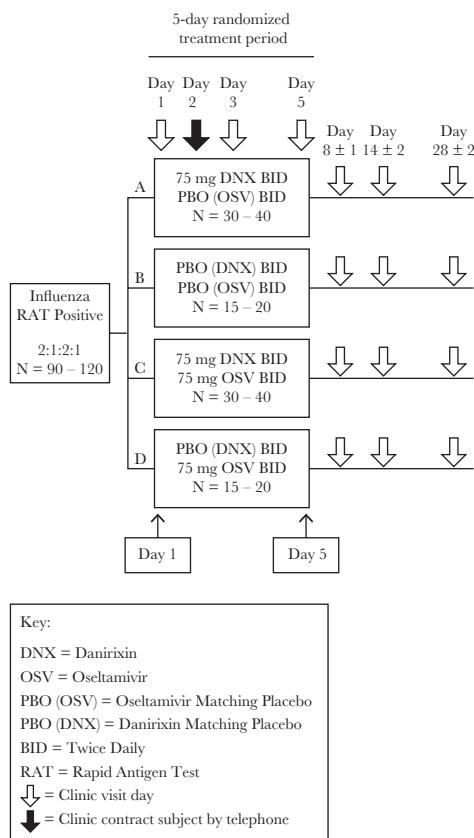 5-day randomized
treatment period
Day
1
Day
2
Day
3
Day
5
Day
8 ± 1
Day
14 ± 2
Day
28 ± 2
A
75 mg DNX BID
PBO (OSV) BID
N = 30 – 40
B
PBO (DNX) BID
PBO (OSV) BID
N = 15 – 20
Influenza
RAT Positive
2:1:2:1
N = 90 – 120
C
75 mg DNX BID
75 mg OSV BID
N = 30 – 40
D
PBO (DNX) BID
75 mg OSV BID
N = 15 – 20
Day 1
Day 5
Key:
DNX = Danirixin
OSV = Oseltamivir
PBO (OSV) = Oseltamivir Matching Placebo
PBO (DNX) = Danirixin Matching Placebo
BID = Twice Daily
RAT = Rapid Antigen Test
= Clinic visit day
= Clinic contract subject by telephone